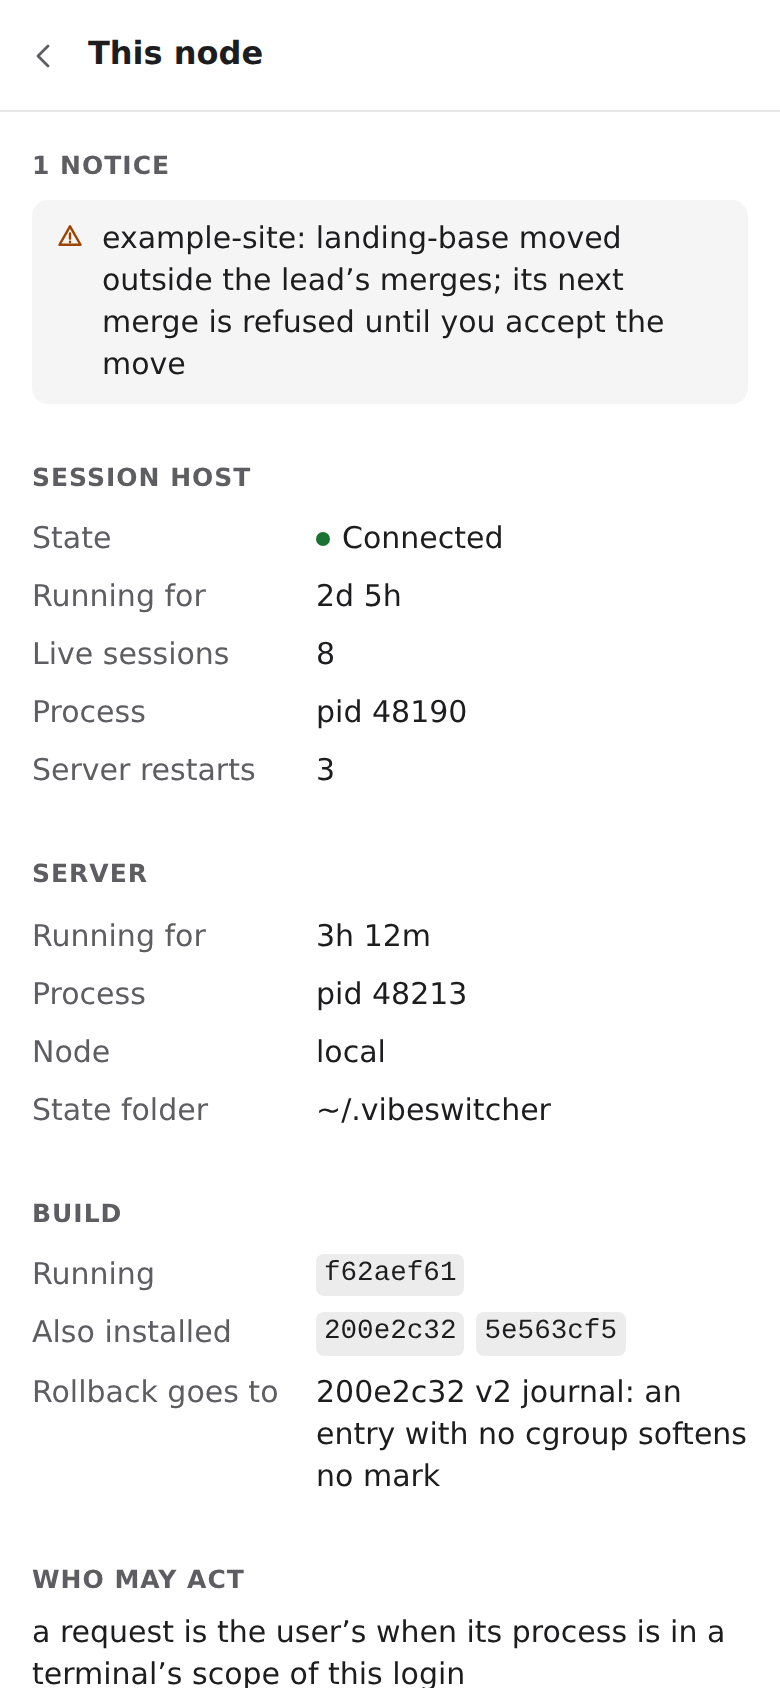 This node
1 NOTICE
example-site: landing-base moved
outside the lead’s merges; its next
merge is refused until you accept the
move
SESSION HOST
State Connected
Running for 2d 5h
Live sessions 8
Process pid 48190
Server restarts 3
SERVER
Running for 3h 12m
Process pid 48213
Node local
State folder ~/.vibeswitcher
BUILD
Running f62aef61
Also installed 200e2c32 5e563cf5
Rollback goes to 200e2c32 v2 journal: an
entry with no cgroup softens
no mark
WHO MAY ACT
a request is the user’s when its process is in a
terminal’s scope of this login